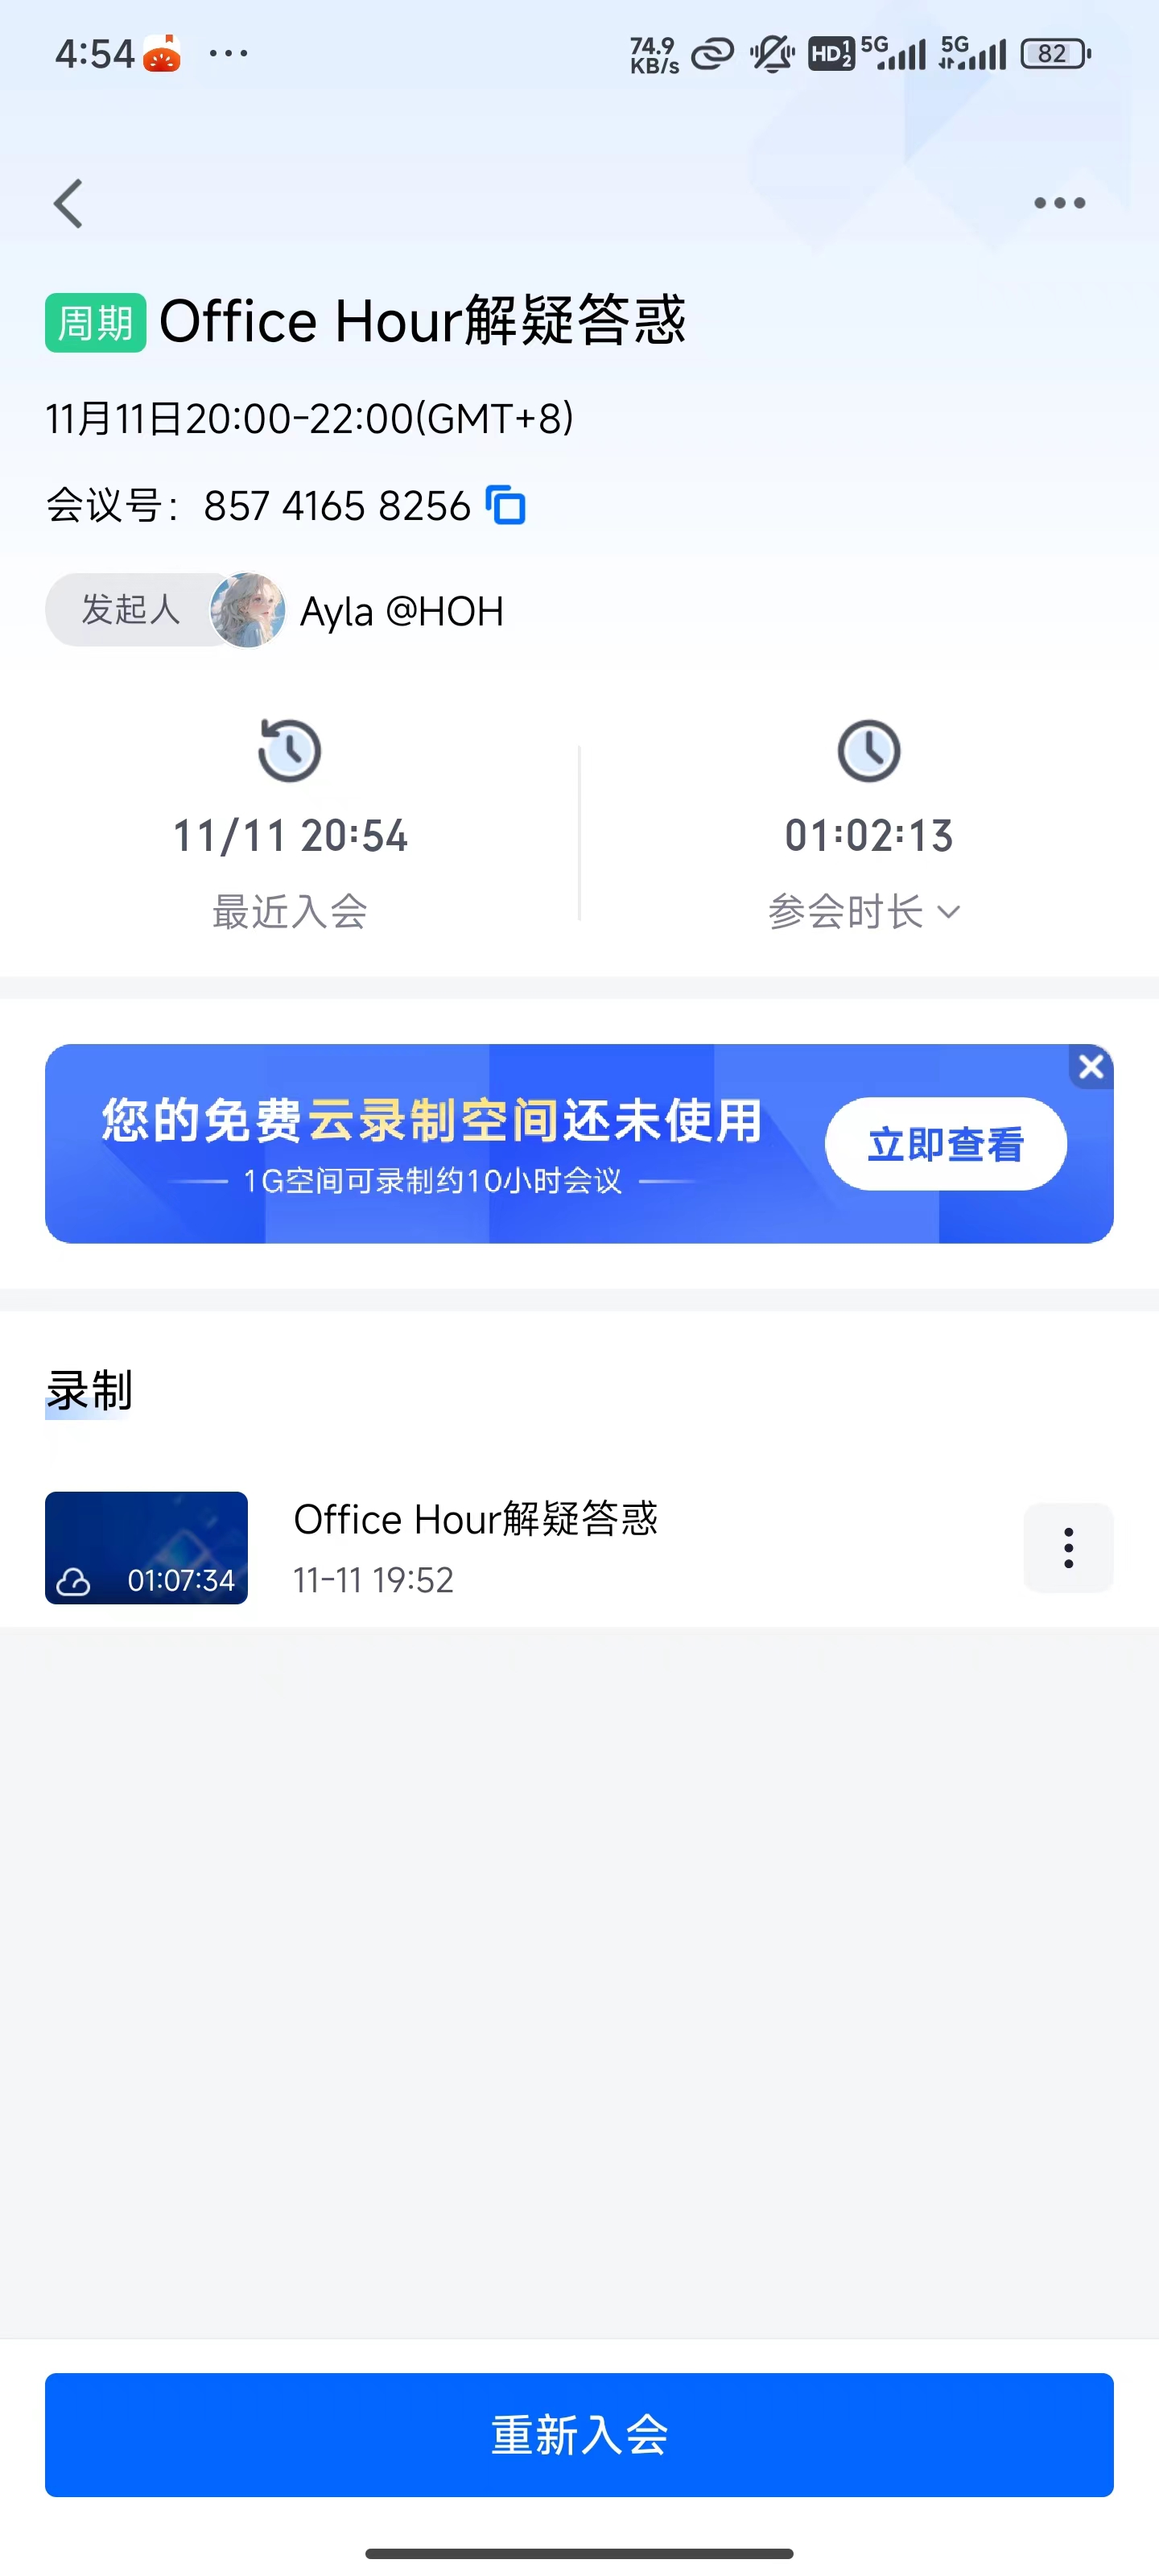 4:54 ···
74.9 KB/s HD 1 2 5G 5G 82
周期 Office Hour解疑答惑
11月11日20:00-22:00(GMT+8)
会议号：857 4165 8256
发起人 Ayla @HOH
11/11 20:54
最近入会
01:02:13
参会时长
您的免费云录制空间还未使用
1G空间可录制约10小时会议
立即查看
录制
Office Hour解疑答惑
01:07:34
11-11 19:52
重新入会